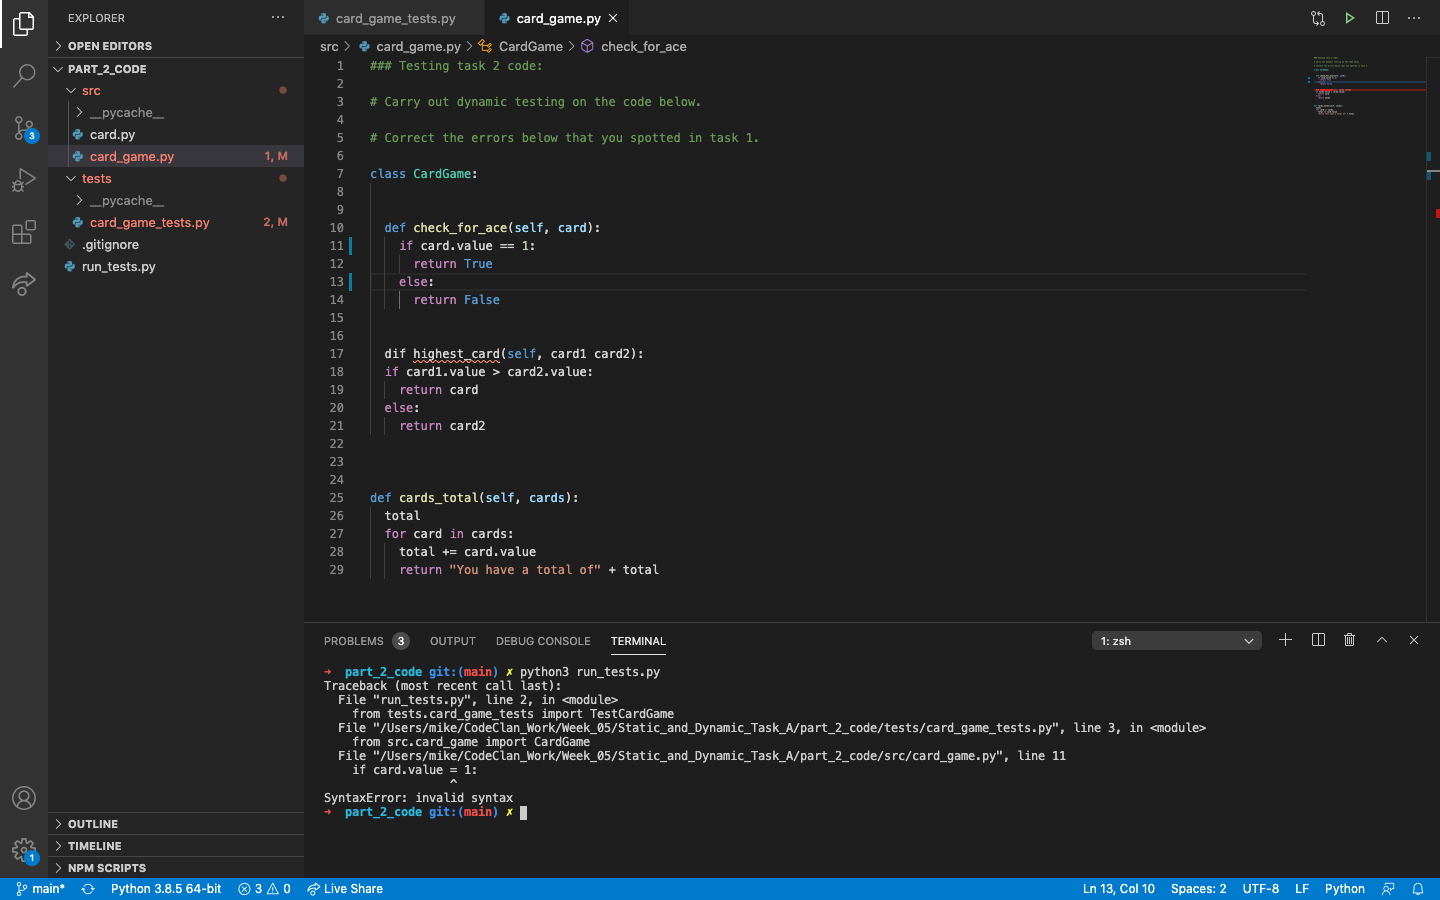 EXPLORER
OPEN EDITORS
PART_2_CODE
src
__pycache__
card.py
card_game.py 1, M
tests
__pycache__
card_game_tests.py 2, M
.gitignore
run_tests.py
3
OUTLINE
TIMELINE
NPM SCRIPTS
1
card_game_tests.py card_game.py
src > card_game.py > CardGame > check_for_ace
1 ### Testing task 2 code:
2
3 # Carry out dynamic testing on the code below.
4
5 # Correct the errors below that you spotted in task 1.
6
7 class CardGame:
8
9
10 def check_for_ace(self, card):
11 if card.value == 1:
12 return True
13 else:
14 return False
15
16
17 dif highest_card(self, card1 card2):
18 if card1.value > card2.value:
19 return card
20 else:
21 return card2
22
23
24
25 def cards_total(self, cards):
26 total
27 for card in cards:
28 total += card.value
29 return "You have a total of" + total
PROBLEMS 3 OUTPUT DEBUG CONSOLE TERMINAL 1: zsh
→ part_2_code git:(main) ✗ python3 run_tests.py
Traceback (most recent call last):
File "run_tests.py", line 2, in <module>
from tests.card_game_tests import TestCardGame
File "/Users/mike/CodeClan_Work/Week_05/Static_and_Dynamic_Task_A/part_2_code/tests/card_game_tests.py", line 3, in <module>
from src.card_game import CardGame
File "/Users/mike/CodeClan_Work/Week_05/Static_and_Dynamic_Task_A/part_2_code/src/card_game.py", line 11
if card.value = 1:
^
SyntaxError: invalid syntax
→ part_2_code git:(main) ✗
main* Python 3.8.5 64-bit 3 0 Live Share Ln 13, Col 10 Spaces: 2 UTF-8 LF Python